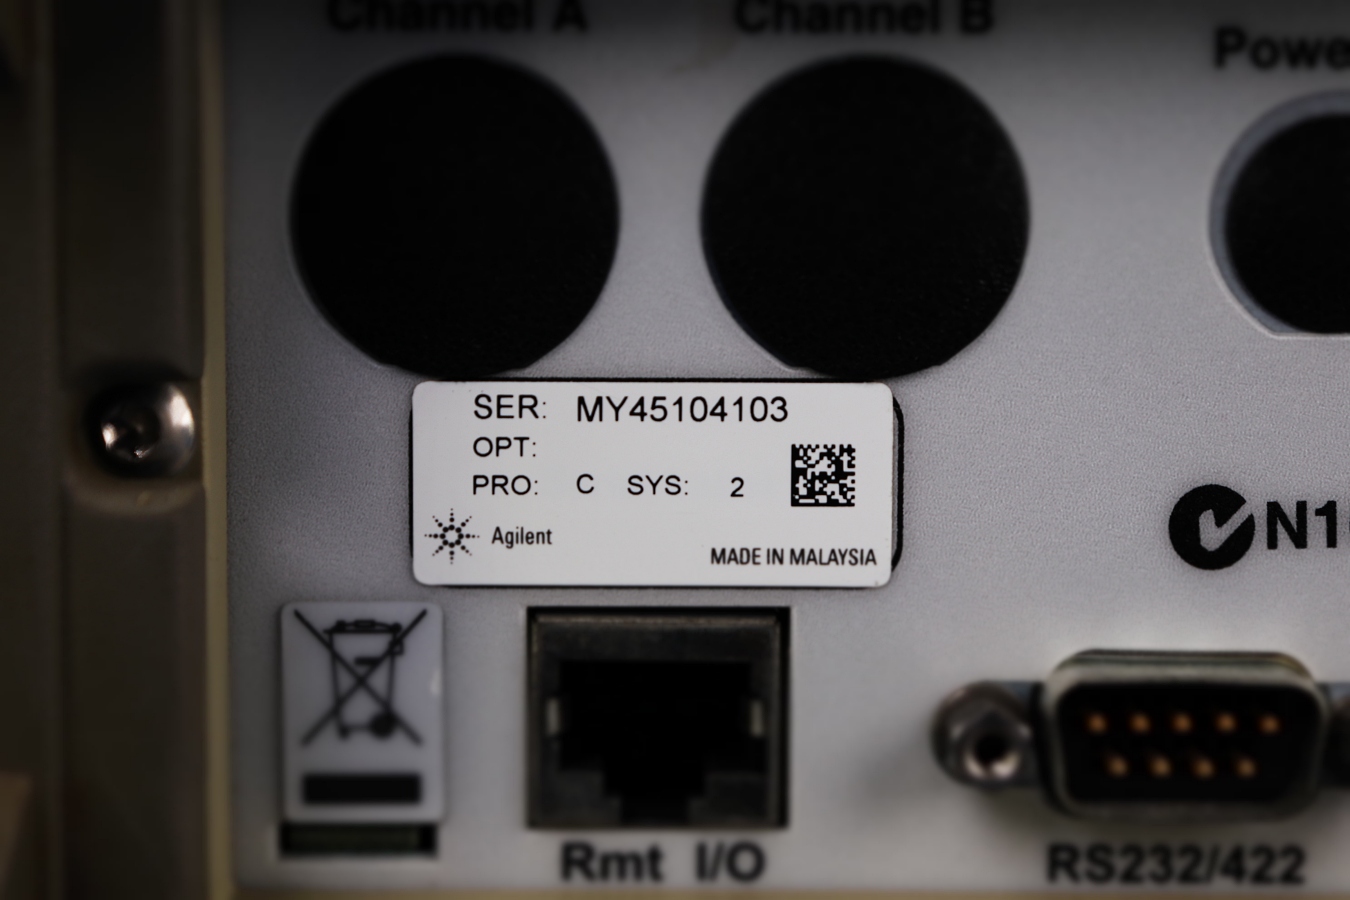 Channel A
Channel B
Powe
SER: MY45104103
OPT:
PRO: C SYS: 2
Agilent
MADE IN MALAYSIA
N1
Rmt I/O
RS232/422